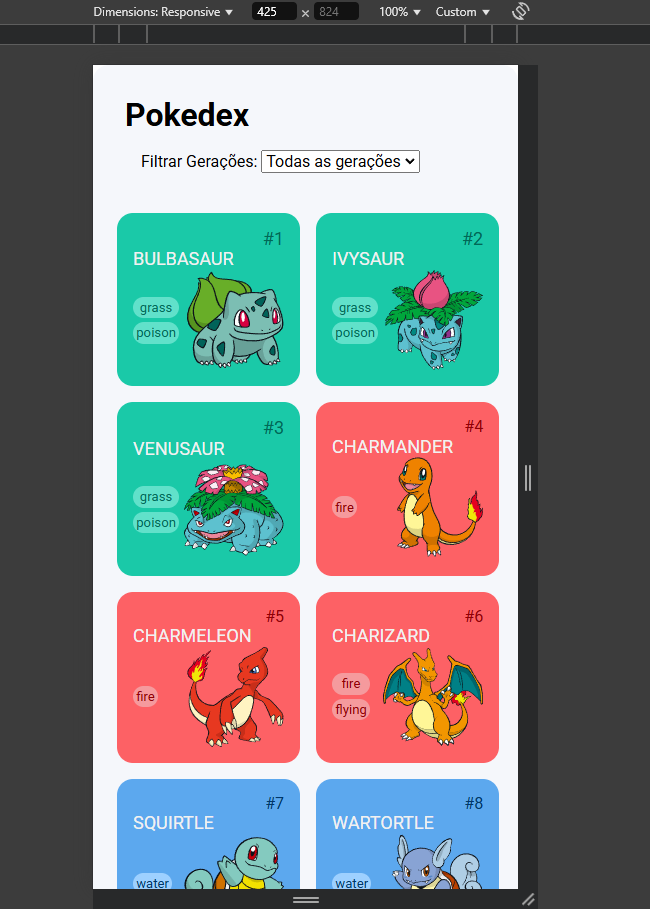 Dimensions: Responsive ▼ 425 × 824 100% ▼ Custom ▼
Pokedex
Filtrar Gerações: Todas as gerações
#1 #2
BULBASAUR IVYSAUR
grass grass
poison poison
#3 #4
VENUSAUR CHARMANDER
grass fire
poison
#5 #6
CHARMELEON CHARIZARD
fire fire
flying
#7 #8
SQUIRTLE WARTORTLE
water water